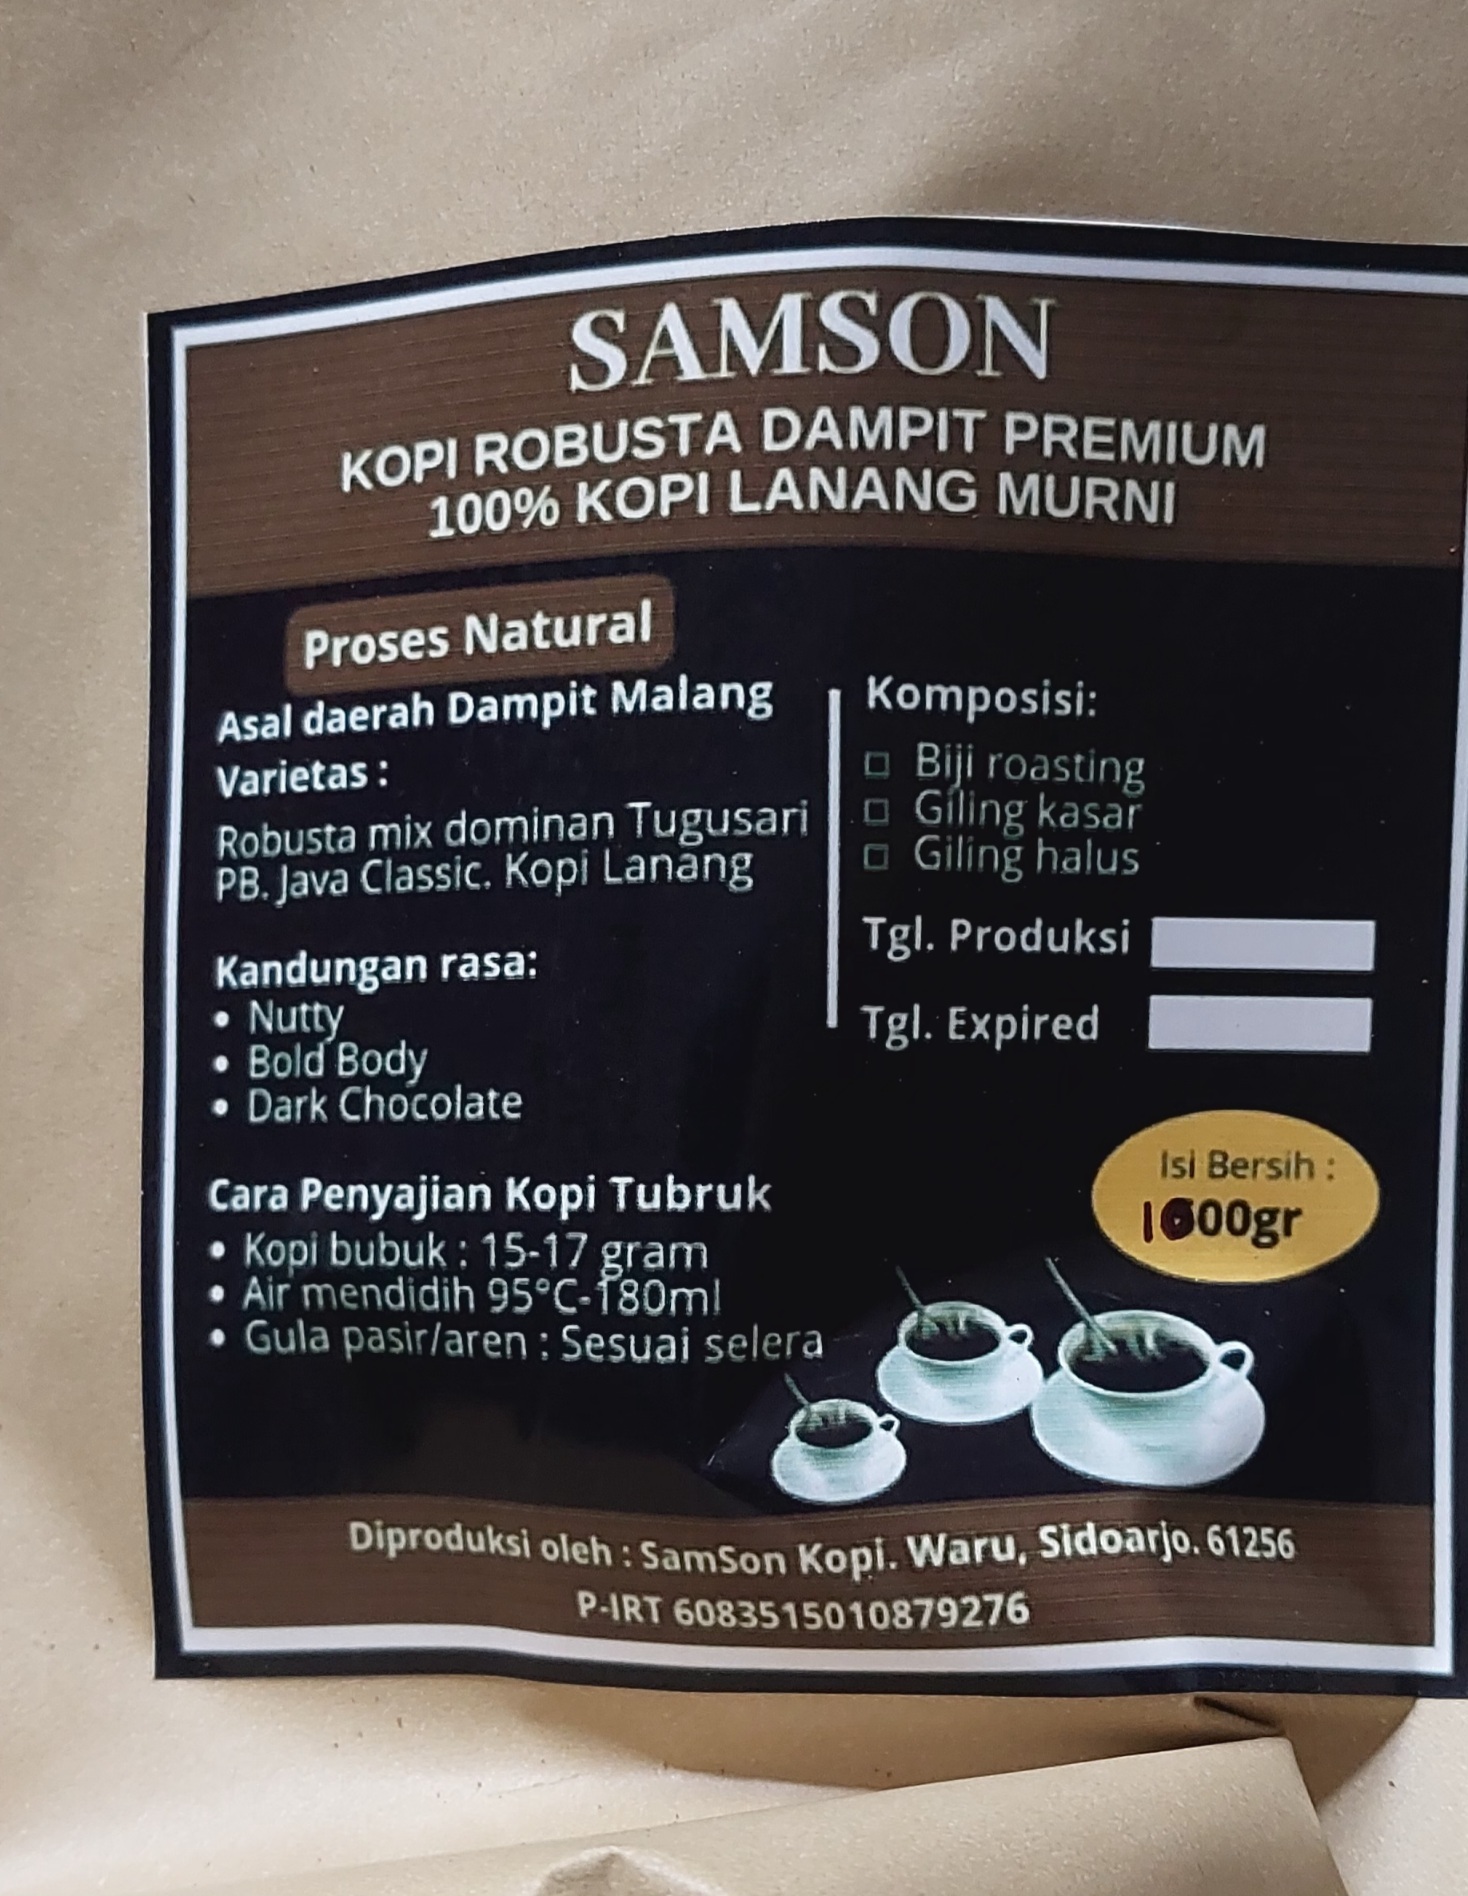 SAMSON
KOPI ROBUSTA DAMPIT PREMIUM
100% KOPI LANANG MURNI
Proses Natural
Asal daerah Dampit Malang
Varietas :
Robusta mix dominan Tugusari
PB. Java Classic. Kopi Lanang
Kandungan rasa:
• Nutty
• Bold Body
• Dark Chocolate
Cara Penyajian Kopi Tubruk
• Kopi bubuk : 15-17 gram
• Air mendidih 95°C-180ml
• Gula pasir/aren : Sesuai selera
Komposisi:
□ Biji roasting
□ Giling kasar
□ Giling halus
Tgl. Produksi
Tgl. Expired
Isi Bersih :
1000gr
Diproduksi oleh : SamSon Kopi. Waru, Sidoarjo. 61256
P-IRT 6083515010879276